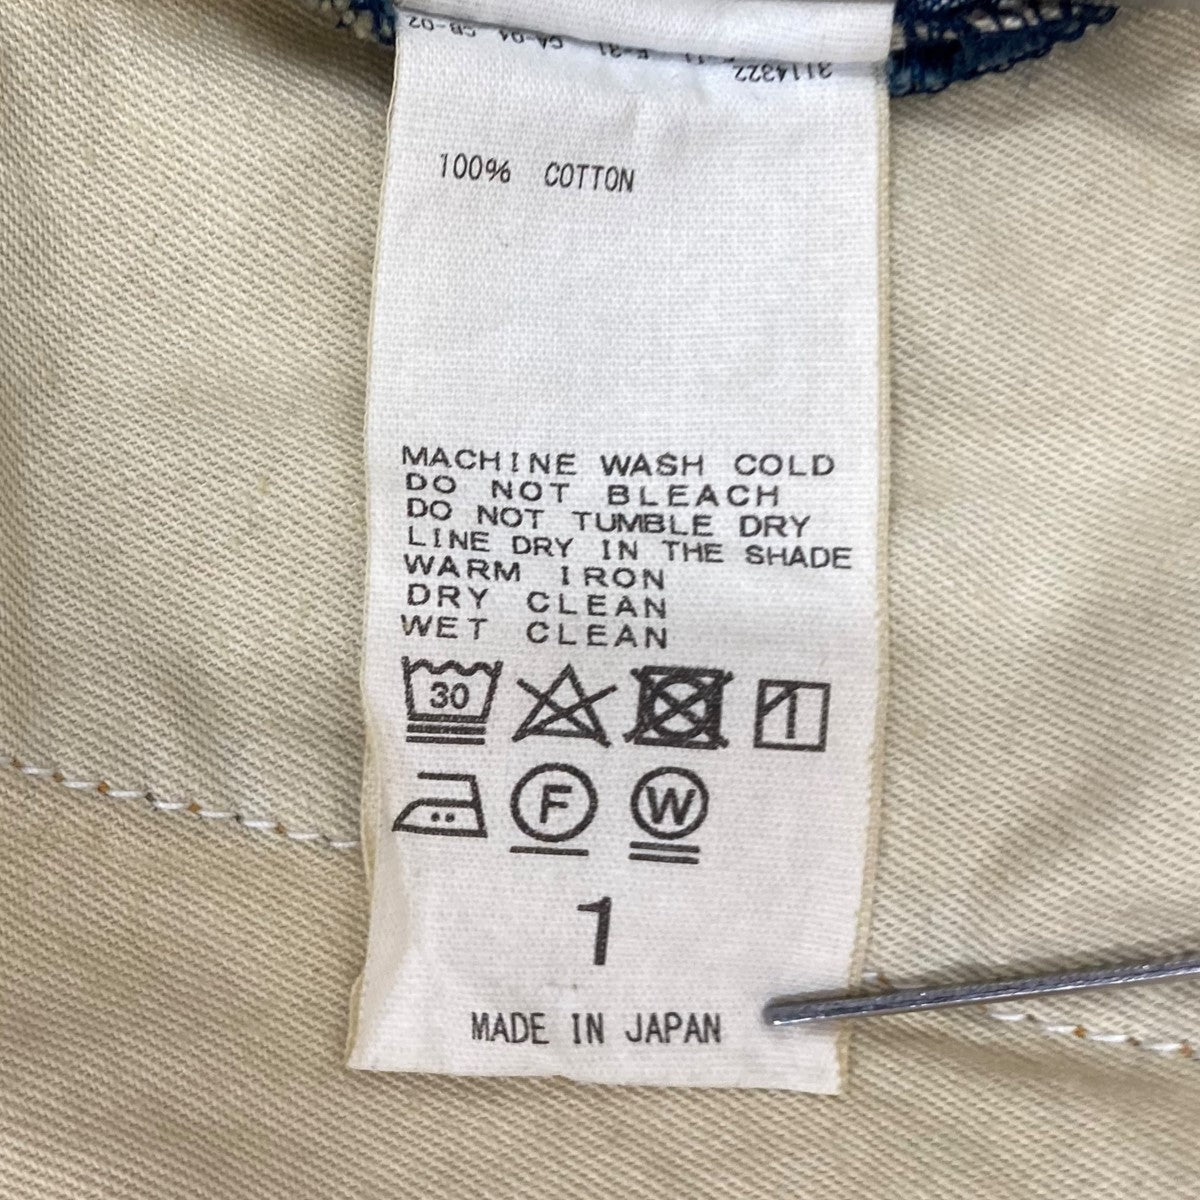 3114322
100% COTTON
MACHINE WASH COLD
DO NOT BLEACH
DO NOT TUMBLE DRY
LINE DRY IN THE SHADE
WARM IRON
DRY CLEAN
WET CLEAN
30
F W
1
MADE IN JAPAN